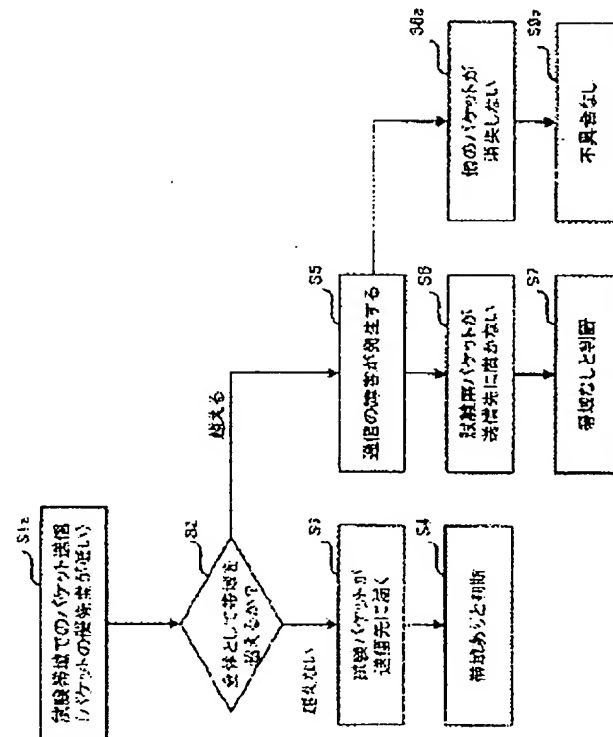 S1a
試験帯域でのパケット送信
(パケットの優先度が低い)
S2
全体として帯域を
越えるか?
越える
越えない
S3
試験パケットが
送信先に届く
S4
帯域ありと判断
S5
通信の障害が発生する
S6
試験用パケットが
送信先に届かない
S7
帯域なしと判断
S8a
他のパケットが
消失しない
S9a
不具合なし